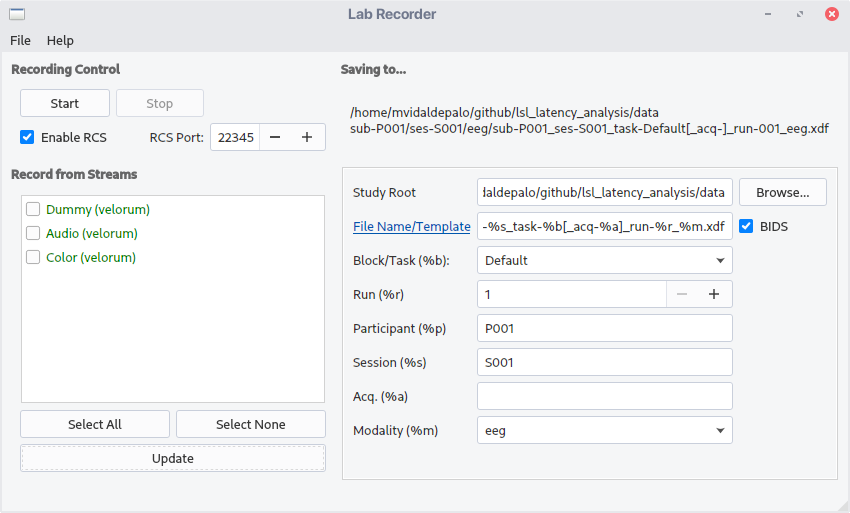 Lab Recorder
File Help
Recording Control
Start Stop
Enable RCS RCS Port: 22345
Record from Streams
Dummy (velorum)
Audio (velorum)
Color (velorum)
Select All Select None
Update
Saving to...
/home/mvidaldepalo/github/lsl_latency_analysis/data
sub-P001/ses-S001/eeg/sub-P001_ses-S001_task-Default[_acq-]_run-001_eeg.xdf
Study Root daldepalo/github/lsl_latency_analysis/data Browse...
File Name/Template -%s_task-%b[_acq-%a]_run-%r_%m.xdf BIDS
Block/Task (%b): Default
Run (%r) 1
Participant (%p) P001
Session (%s) S001
Acq. (%a)
Modality (%m) eeg